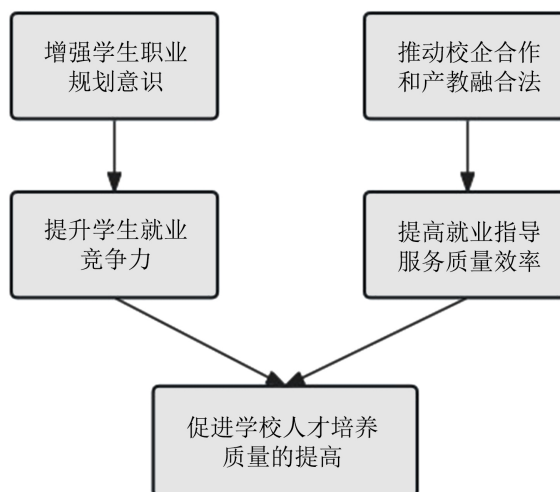 增强学生职业
规划意识
推动校企合作
和产教融合法
提升学生就业
竞争力
提高就业指导
服务质量效率
促进学校人才培养
质量的提高